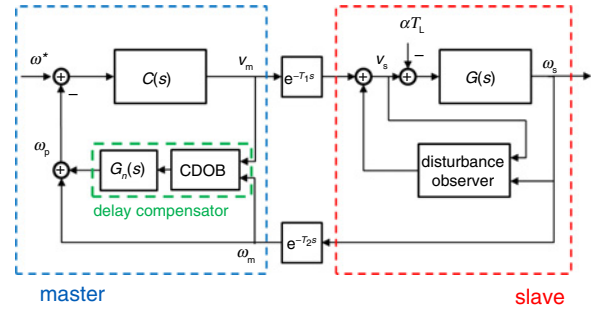 αT_L
ω*
C(s)
v_m
e^{-T_1 s}
v_s
G(s)
ω_s
ω_p
G_n(s)
CDOB
disturbance
observer
delay compensator
ω_m
e^{-T_2 s}
master
slave
+
−
+
+
−